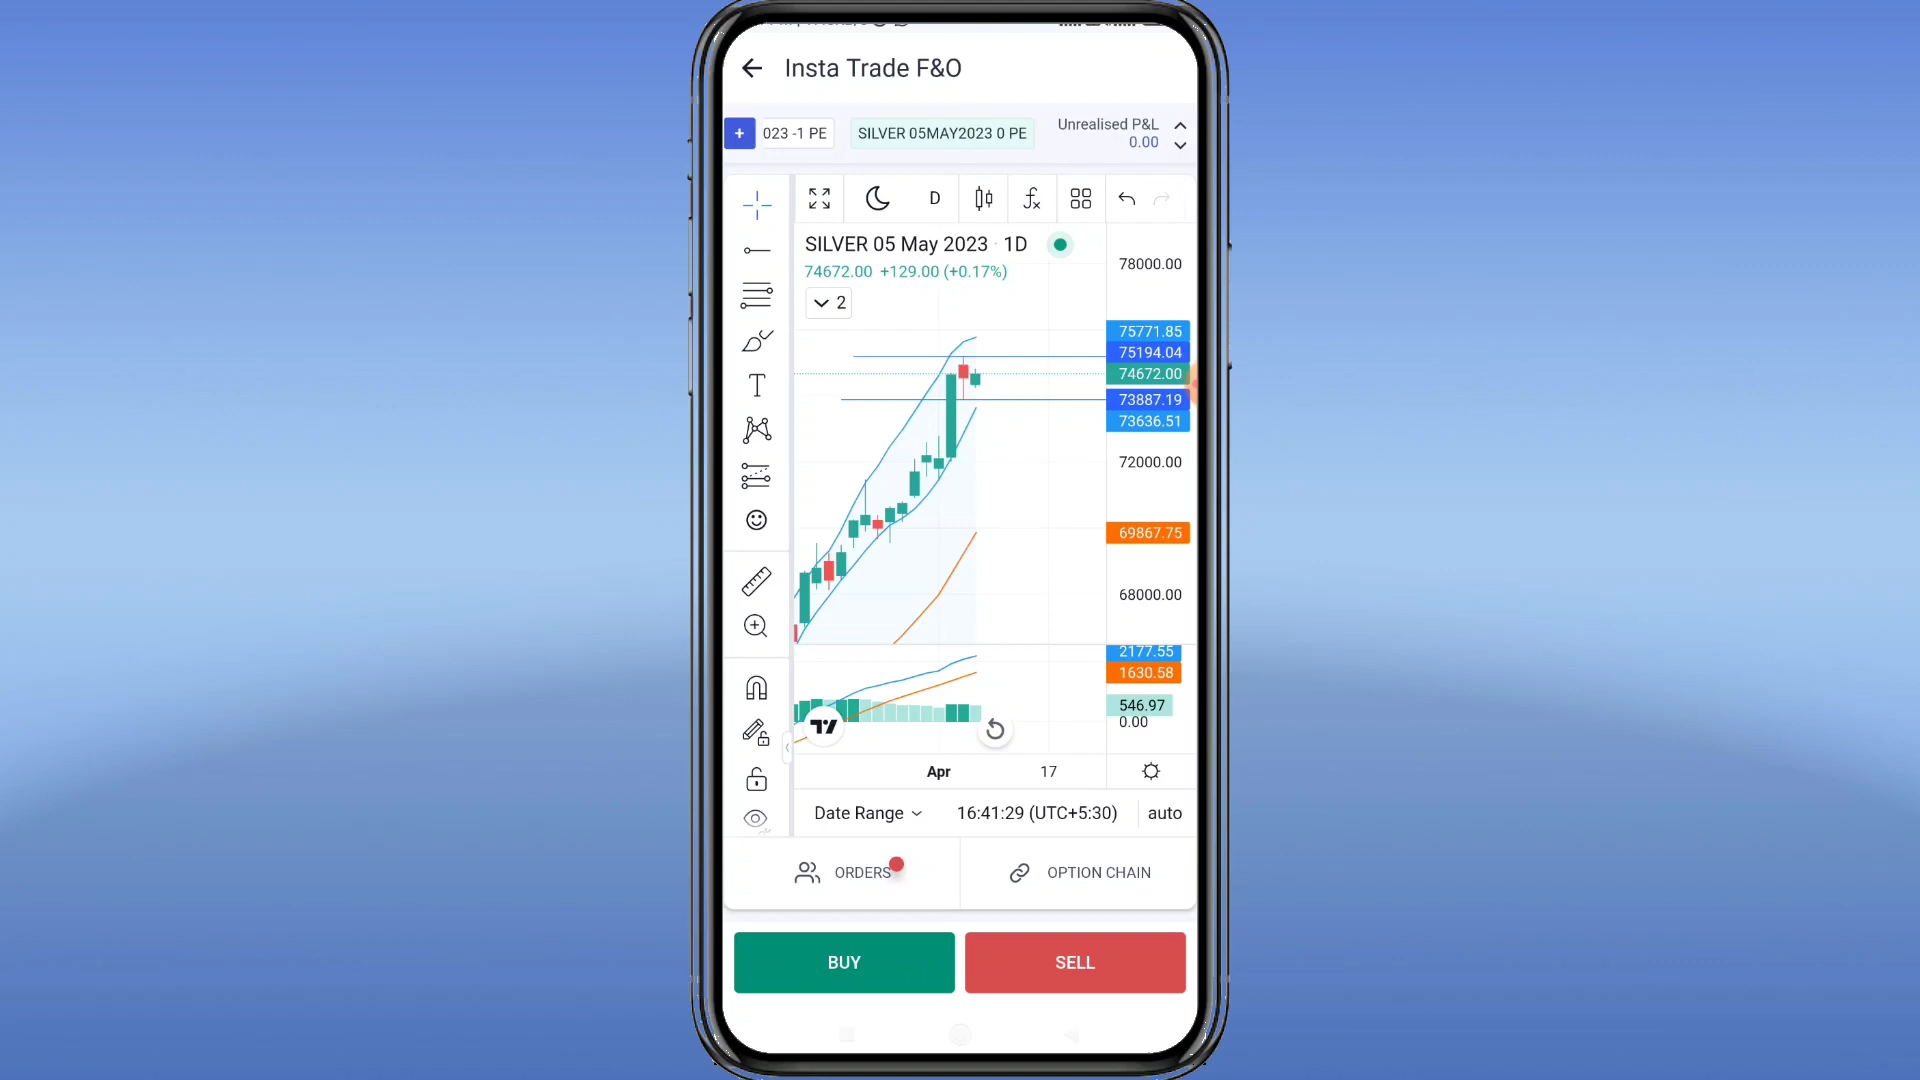 Insta Trade F&O
+ 023 -1 PE SILVER 05MAY2023 0 PE Unrealised P&L
0.00
D
SILVER 05 May 2023 · 1D
74672.00 +129.00 (+0.17%)
2
78000.00
75771.85
75194.04
74672.00
73887.19
73636.51
72000.00
69867.75
68000.00
2177.55
1630.58
546.97
0.00
Apr 17
Date Range 16:41:29 (UTC+5:30) auto
ORDERS OPTION CHAIN
BUY SELL